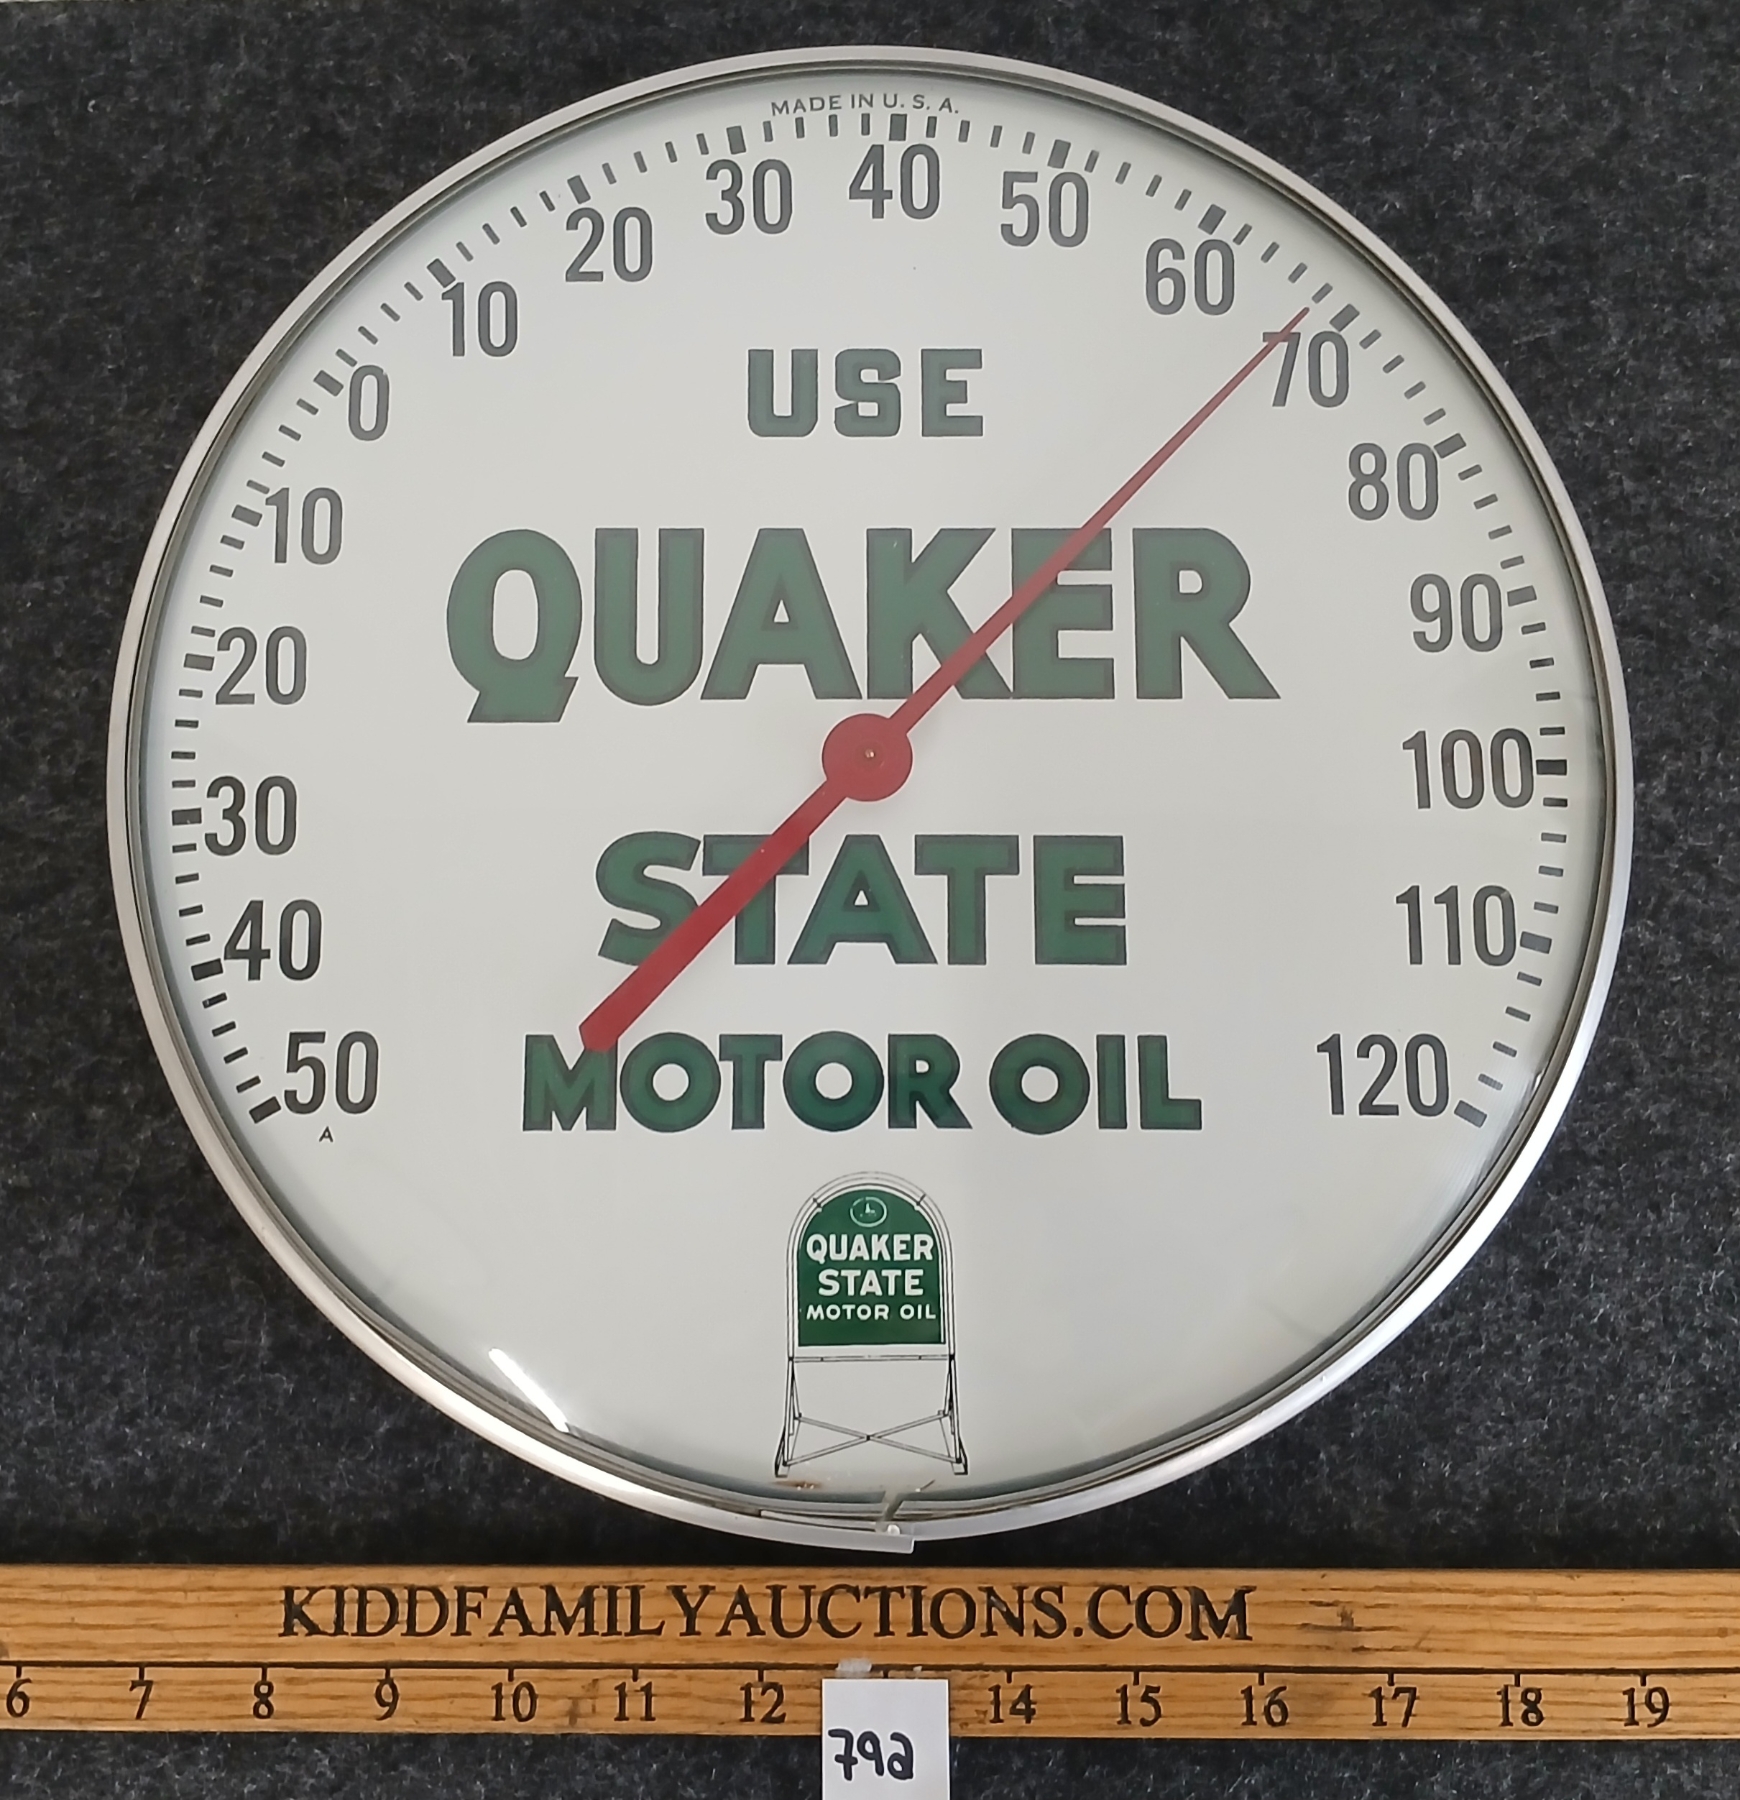 MADE IN U. S. A.
50 40 30 20 10 0 10 20 30 40 50 60 70 80 90 100 110 120
A
USE
QUAKER
STATE
MOTOR OIL
QUAKER
STATE
MOTOR OIL
KIDDFAMILYAUCTIONS.COM
6 7 8 9 10 11 12 14 15 16 17 18 19
792